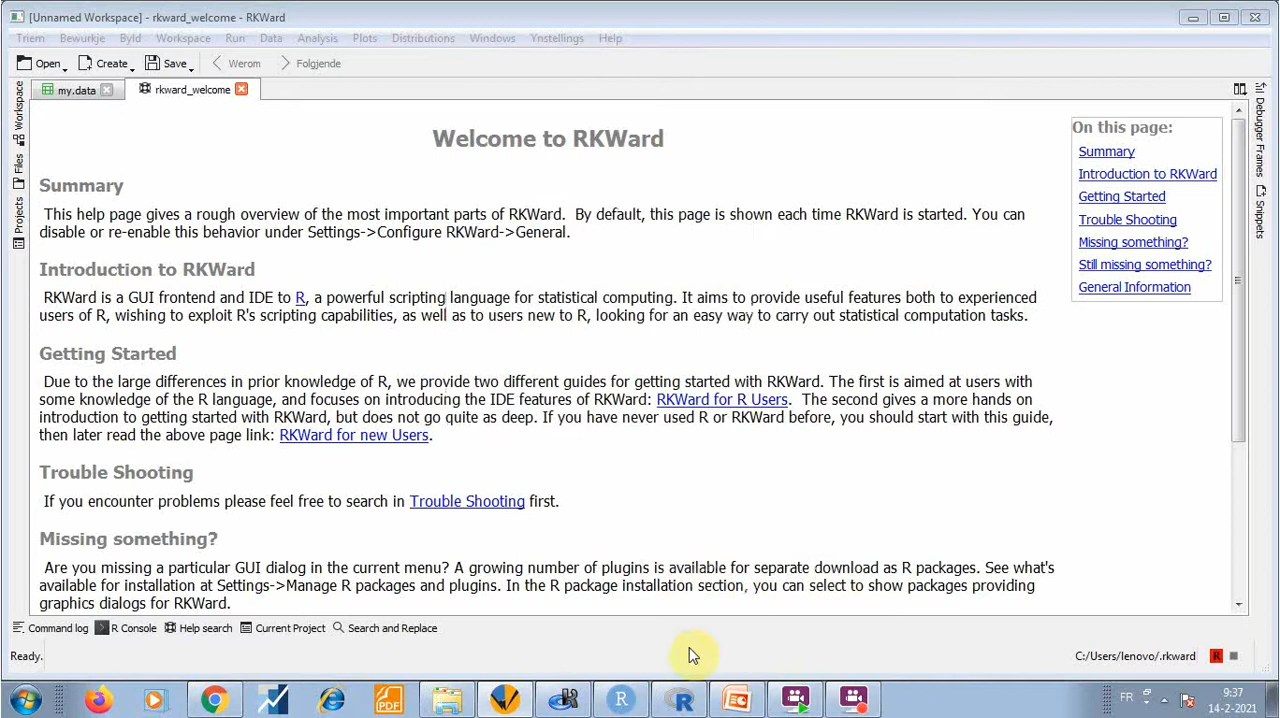 [Unnamed Workspace] - rkward_welcome - RKWard
Triem Bewurkje Byld Workspace Run Data Analysis Plots Distributions Windows Ynstellings Help
Open Create Save Werom Folgjende
my.data rkward_welcome
Workspace
Files
Projects
Debugger Frames
Snippets
Welcome to RKWard
On this page:
Summary
Introduction to RKWard
Getting Started
Trouble Shooting
Missing something?
Still missing something?
General Information
Summary
This help page gives a rough overview of the most important parts of RKWard. By default, this page is shown each time RKWard is started. You can
disable or re-enable this behavior under Settings->Configure RKWard->General.
Introduction to RKWard
RKWard is a GUI frontend and IDE to R, a powerful scripting language for statistical computing. It aims to provide useful features both to experienced
users of R, wishing to exploit R's scripting capabilities, as well as to users new to R, looking for an easy way to carry out statistical computation tasks.
Getting Started
Due to the large differences in prior knowledge of R, we provide two different guides for getting started with RKWard. The first is aimed at users with
some knowledge of the R language, and focuses on introducing the IDE features of RKWard: RKWard for R Users. The second gives a more hands on
introduction to getting started with RKWard, but does not go quite as deep. If you have never used R or RKWard before, you should start with this guide,
then later read the above page link: RKWard for new Users.
Trouble Shooting
If you encounter problems please feel free to search in Trouble Shooting first.
Missing something?
Are you missing a particular GUI dialog in the current menu? A growing number of plugins is available for separate download as R packages. See what's
available for installation at Settings->Manage R packages and plugins. In the R package installation section, you can select to show packages providing
graphics dialogs for RKWard.
Command log R Console Help search Current Project Search and Replace
Ready. C:/Users/lenovo/.rkward R
PDF R R FR 9:37
14-2-2021